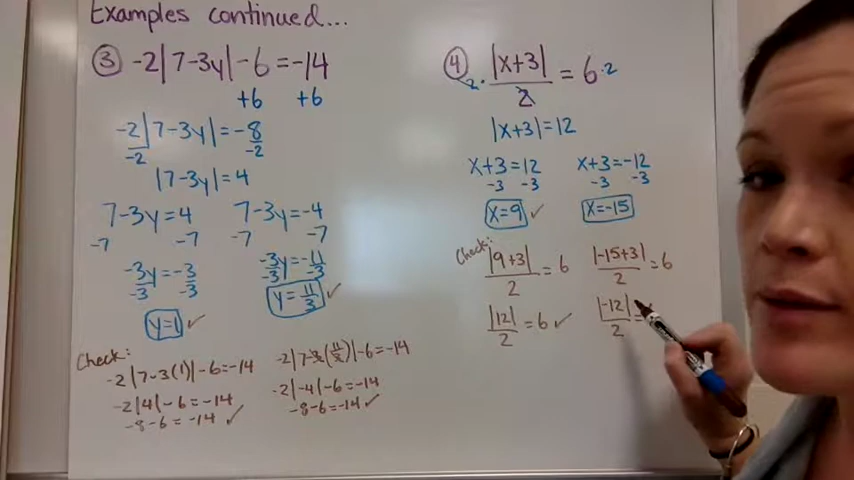 Examples continued...
③ -2|7-3y|-6=-14
+6 +6
-2|7-3y|=-8
-2 -2
|7-3y|=4
7-3y=4 7-3y=-4
-7 -7 -7 -7
-3y=-3 -3y=-11
-3 -3 -3 -3
y=1 ✓ y=11/3 ✓
Check:
-2|7-3(1)|-6=-14 -2|7-3(11/3)|-6=-14
-2|4|-6=-14 -2|-4|-6=-14
-8-6=-14 ✓ -8-6=-14 ✓
④ 2·|x+3|/2=6·2
|x+3|=12
x+3=12 x+3=-12
-3 -3 -3 -3
x=9 ✓ x=-15
Check:
|9+3|/2=6 |-15+3|/2=6
|12|/2=6 ✓ |-12|/2=